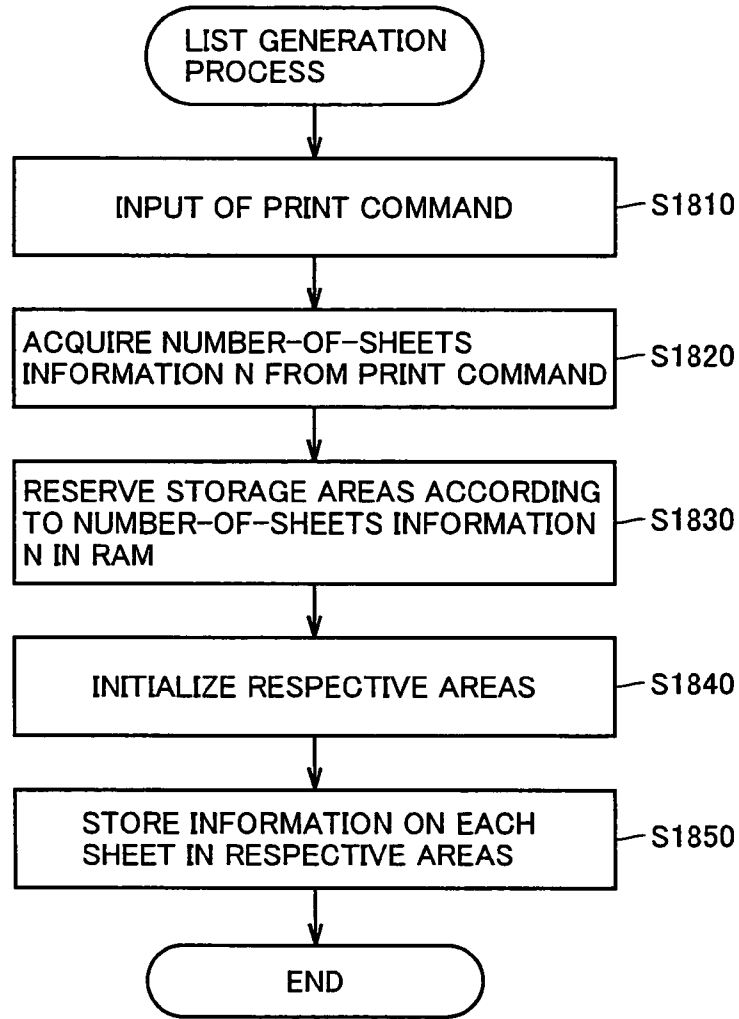 LIST GENERATION
PROCESS
INPUT OF PRINT COMMAND
S1810
ACQUIRE NUMBER-OF-SHEETS
INFORMATION N FROM PRINT COMMAND
S1820
RESERVE STORAGE AREAS ACCORDING
TO NUMBER-OF-SHEETS INFORMATION
N IN RAM
S1830
INITIALIZE RESPECTIVE AREAS
S1840
STORE INFORMATION ON EACH
SHEET IN RESPECTIVE AREAS
S1850
END